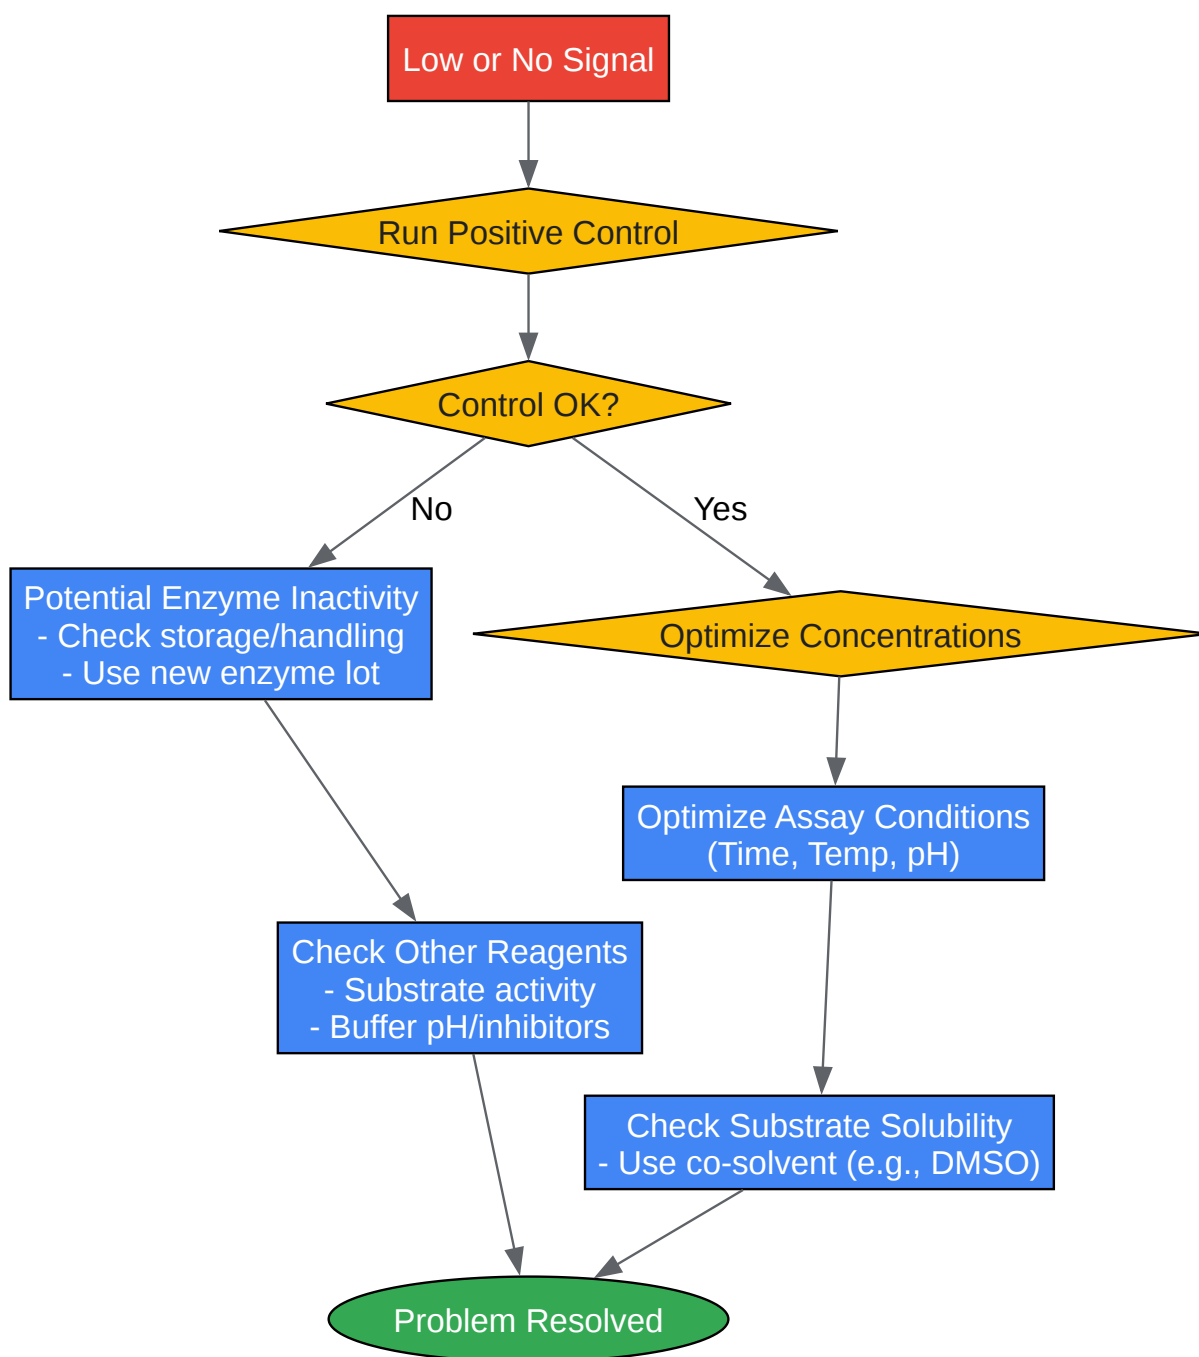 Low or No Signal
Run Positive Control
Control OK?
No
Yes
Potential Enzyme Inactivity
- Check storage/handling
- Use new enzyme lot
Optimize Concentrations
Optimize Assay Conditions
(Time, Temp, pH)
Check Other Reagents
- Substrate activity
- Buffer pH/inhibitors
Check Substrate Solubility
- Use co-solvent (e.g., DMSO)
Problem Resolved